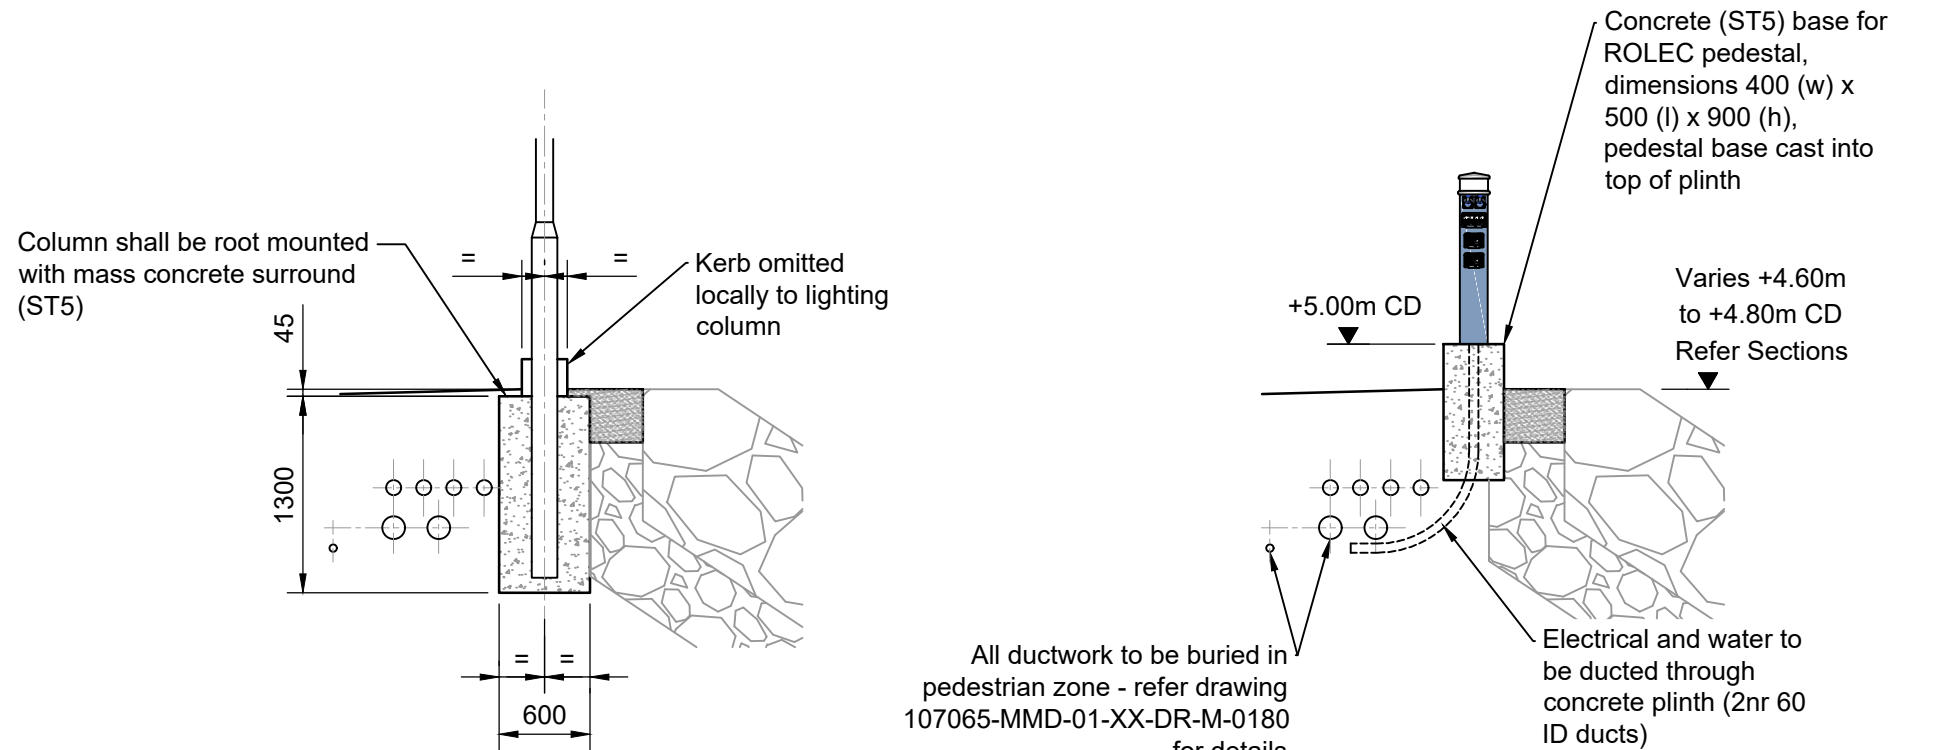 Column shall be root mounted
with mass concrete surround
(ST5)
=
=
Kerb omitted
locally to lighting
column
45
1300
=
=
600
Concrete (ST5) base for
ROLEC pedestal,
dimensions 400 (w) x
500 (l) x 900 (h),
pedestal base cast into
top of plinth
+5.00m CD
Varies +4.60m
to +4.80m CD
Refer Sections
All ductwork to be buried in
pedestrian zone - refer drawing
107065-MMD-01-XX-DR-M-0180
for details
Electrical and water to
be ducted through
concrete plinth (2nr 60
ID ducts)